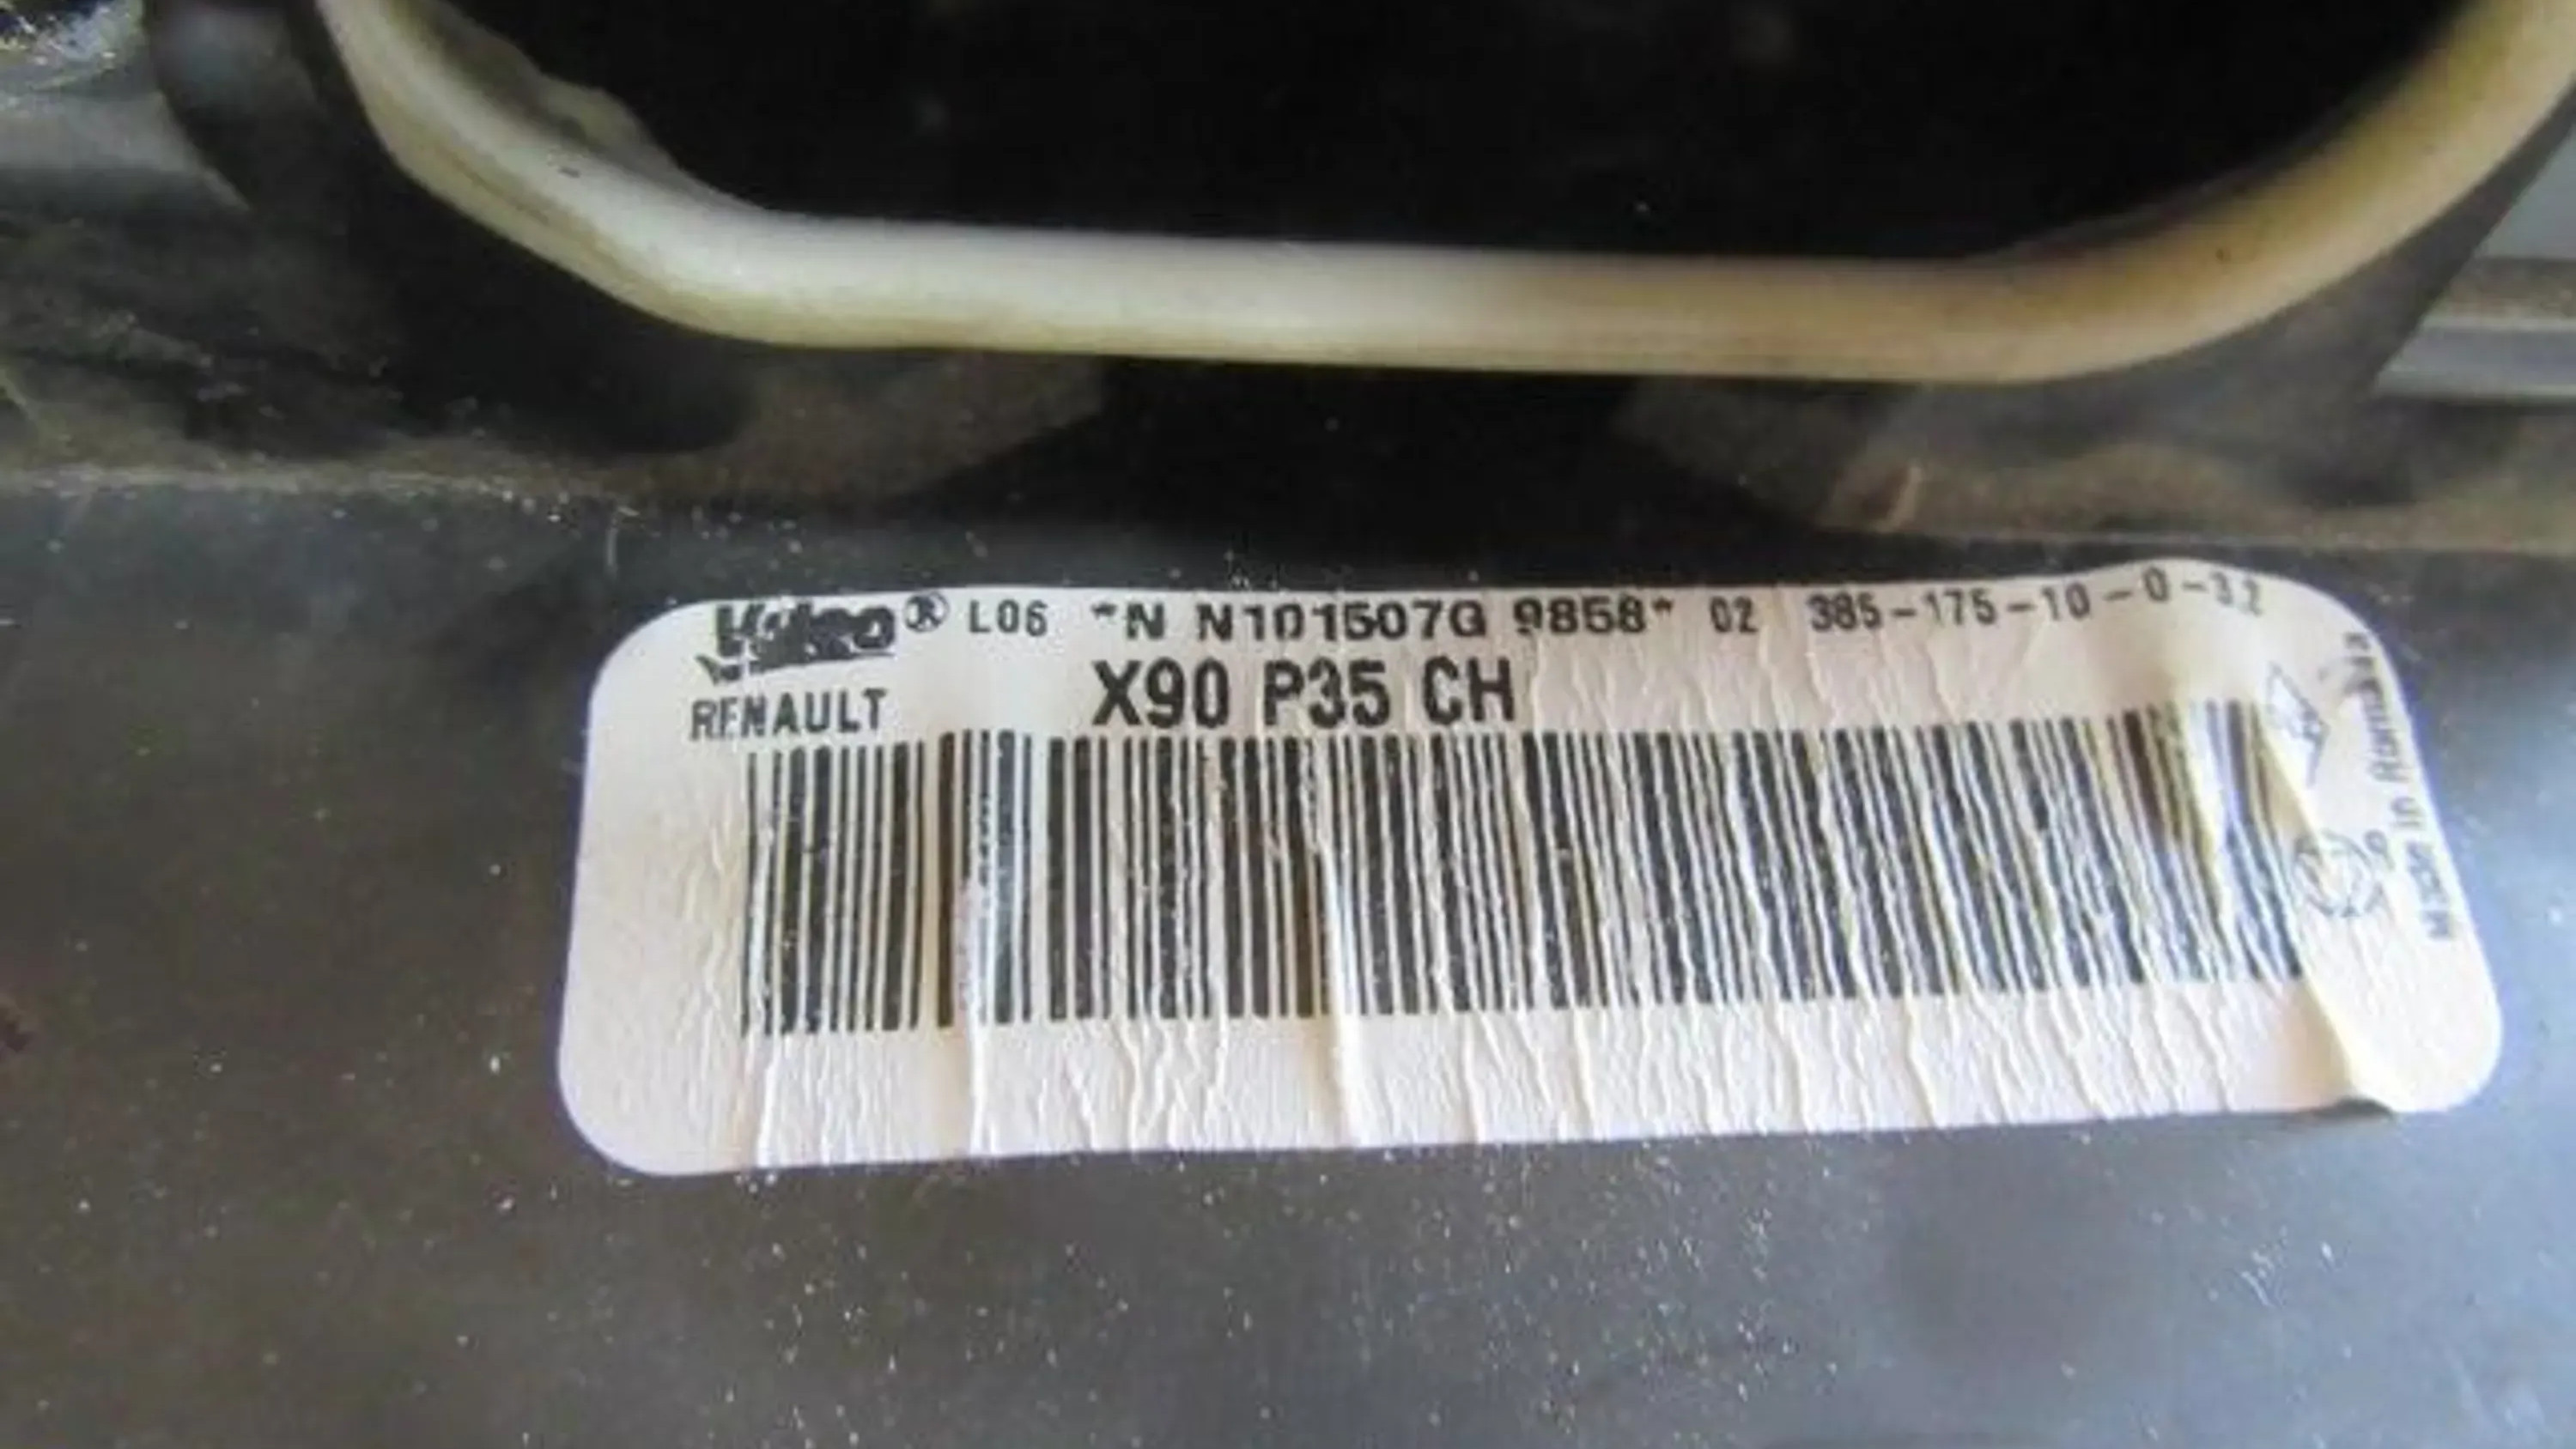 Valeo® L06 *N N101507G 9858* 02 385-175-10-0-32
RENAULT X90 P35 CH
Made in Romania